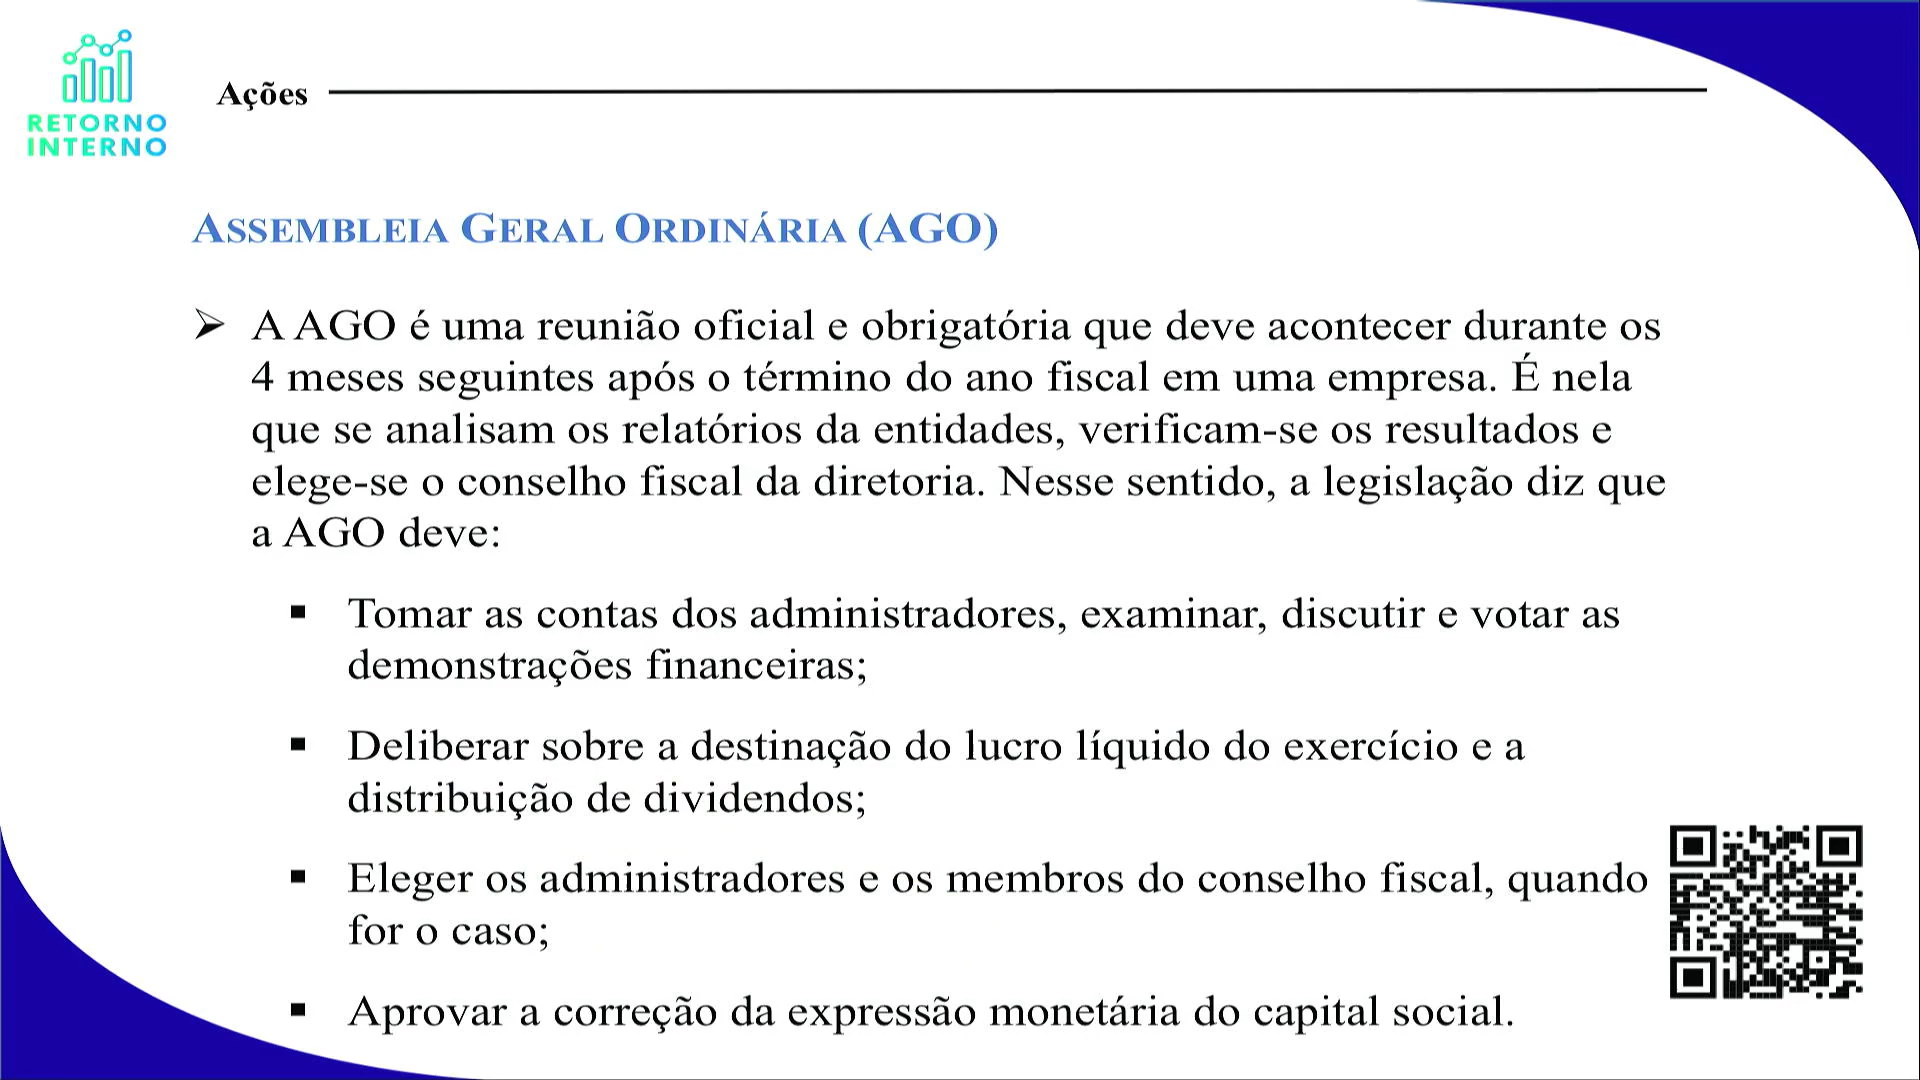 RETORNO
INTERNO
Ações
ASSEMBLEIA GERAL ORDINÁRIA (AGO)
➢ A AGO é uma reunião oficial e obrigatória que deve acontecer durante os
4 meses seguintes após o término do ano fiscal em uma empresa. É nela
que se analisam os relatórios da entidades, verificam-se os resultados e
elege-se o conselho fiscal da diretoria. Nesse sentido, a legislação diz que
a AGO deve:
▪ Tomar as contas dos administradores, examinar, discutir e votar as
demonstrações financeiras;
▪ Deliberar sobre a destinação do lucro líquido do exercício e a
distribuição de dividendos;
▪ Eleger os administradores e os membros do conselho fiscal, quando
for o caso;
▪ Aprovar a correção da expressão monetária do capital social.